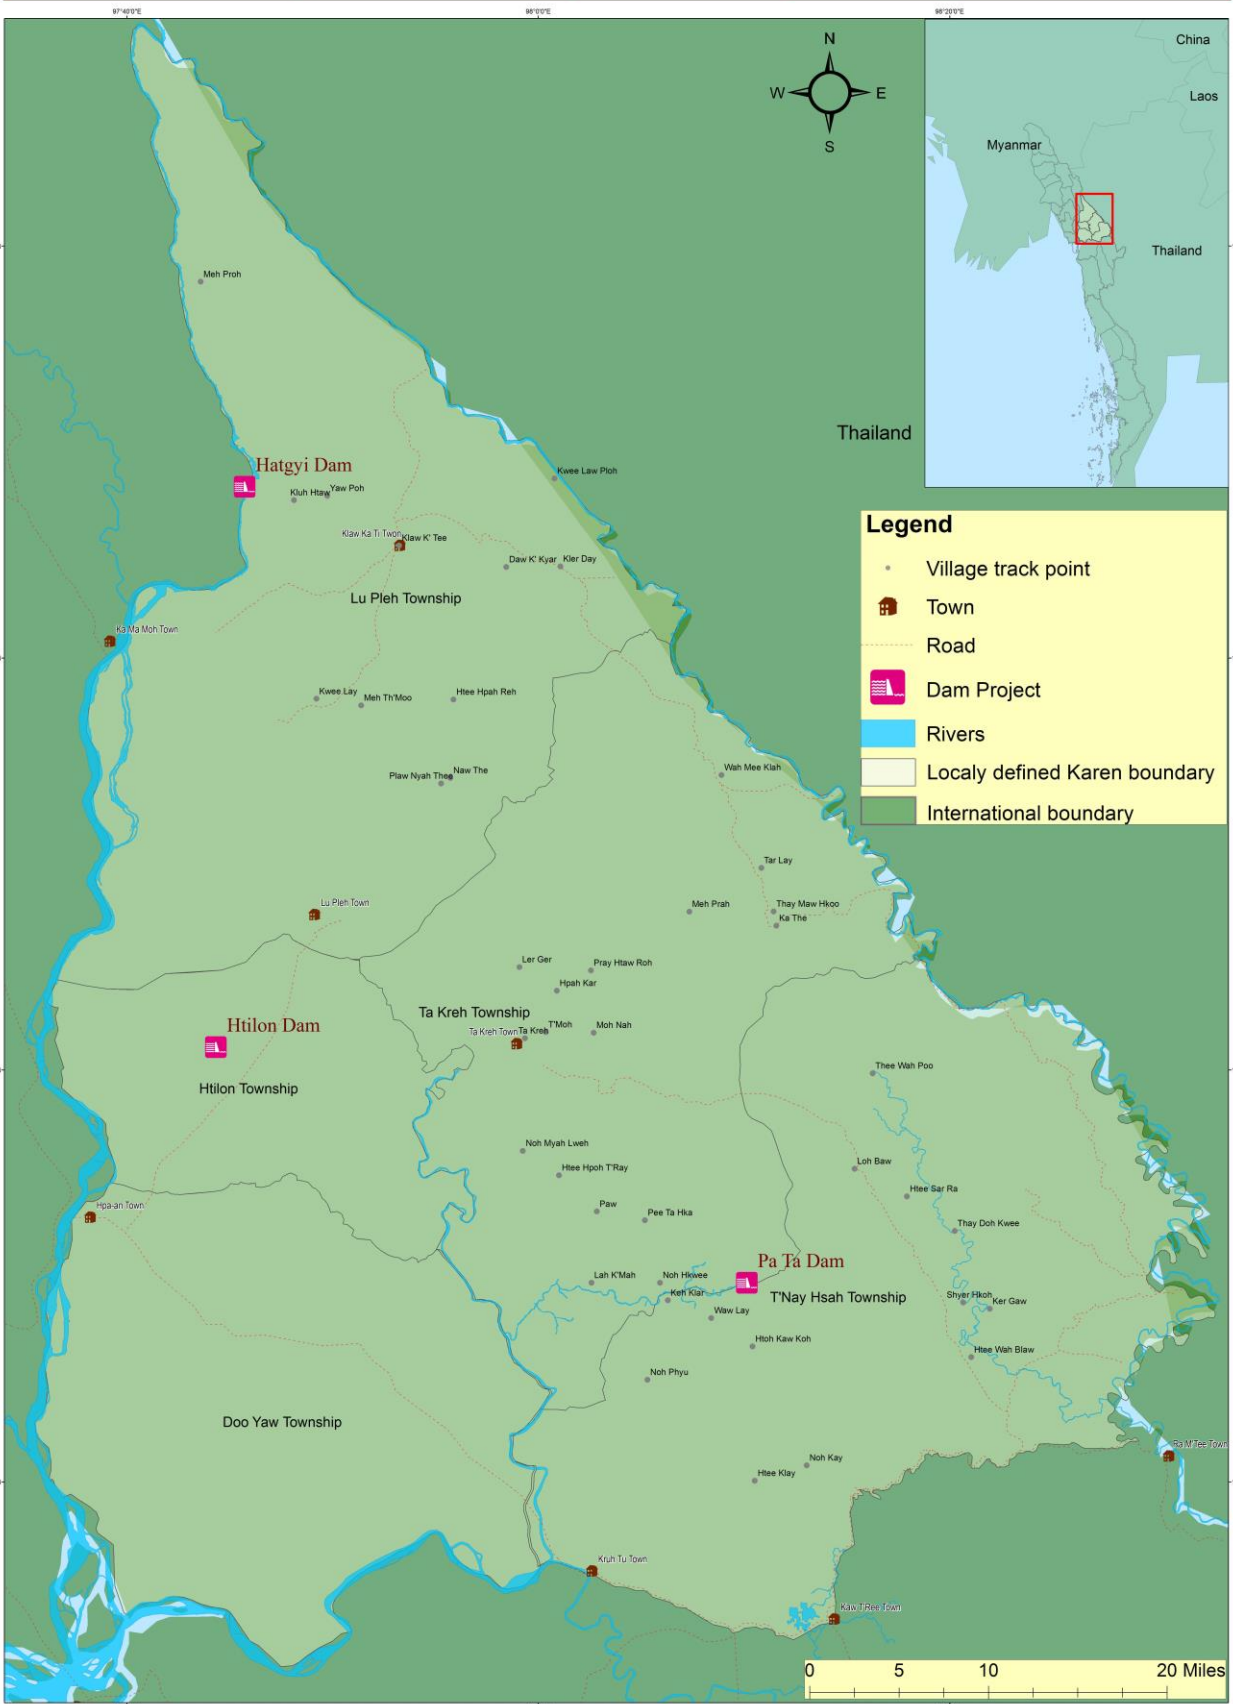 97°40'0"E
98°0'0"E
98°20'0"E
N
W
E
S
China
Laos
Myanmar
Thailand
Thailand
Meh Proh
Hatgyi Dam
Kluh Htaw
Yaw Poh
Kwee Law Ploh
Klaw Ka Ti Twon
Klaw K' Tee
Daw K' Kyar
Kler Day
Lu Pleh Township
Ka Ma Moh Town
Kwee Lay
Meh Th'Moo
Htee Hpah Reh
Plaw Nyah Thee
Naw The
Wah Mee Klah
Legend
Village track point
Town
Road
Dam Project
Rivers
Localy defined Karen boundary
International boundary
Tar Lay
Lu Pleh Town
Meh Prah
Thay Maw Hkoo
Ka The
Ler Ger
Pray Htaw Roh
Hpah Kar
Ta Kreh Township
Htilon Dam
Ta Kreh Town
Ta Kreh
T'Moh
Moh Nah
Htilon Township
Thee Wah Poo
Noh Myah Lweh
Htee Hpoh T'Ray
Loh Baw
Htee Sar Ra
Hpa-an Town
Paw
Pee Ta Hka
Thay Doh Kwee
Pa Ta Dam
Lah K'Mah
Noh Hkwee
Keh Klar
T'Nay Hsah Township
Shyer Hkoh
Ker Gaw
Waw Lay
Htoh Kaw Koh
Htee Wah Blaw
Noh Phyu
Doo Yaw Township
Ra M'Tee Town
Noh Kay
Htee Klay
Kruh Tu Town
Kaw T'Ree Town
0 5 10 20 Miles